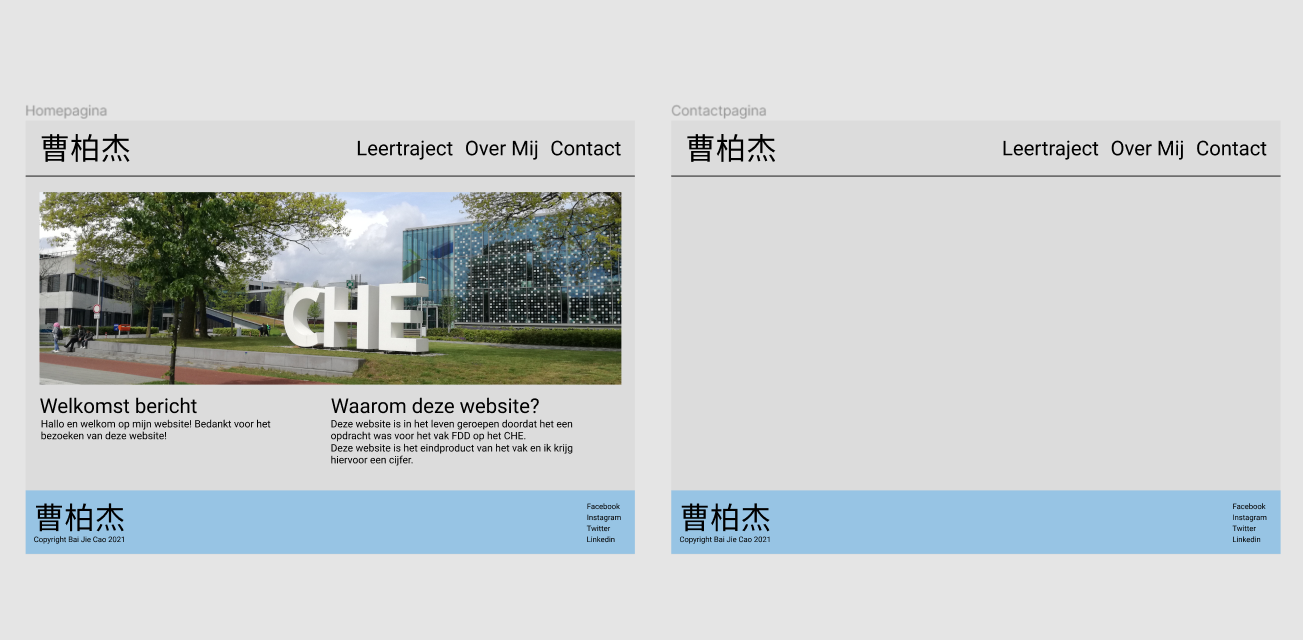 Homepagina
曹柏杰
Leertraject Over Mij Contact
CHE
Welkomst bericht
Hallo en welkom op mijn website! Bedankt voor het
bezoeken van deze website!
Waarom deze website?
Deze website is in het leven geroepen doordat het een
opdracht was voor het vak FDD op het CHE.
Deze website is het eindproduct van het vak en ik krijg
hiervoor een cijfer.
曹柏杰
Copyright Bai Jie Cao 2021
Facebook
Instagram
Twitter
Linkedin
Contactpagina
曹柏杰
Leertraject Over Mij Contact
曹柏杰
Copyright Bai Jie Cao 2021
Facebook
Instagram
Twitter
Linkedin